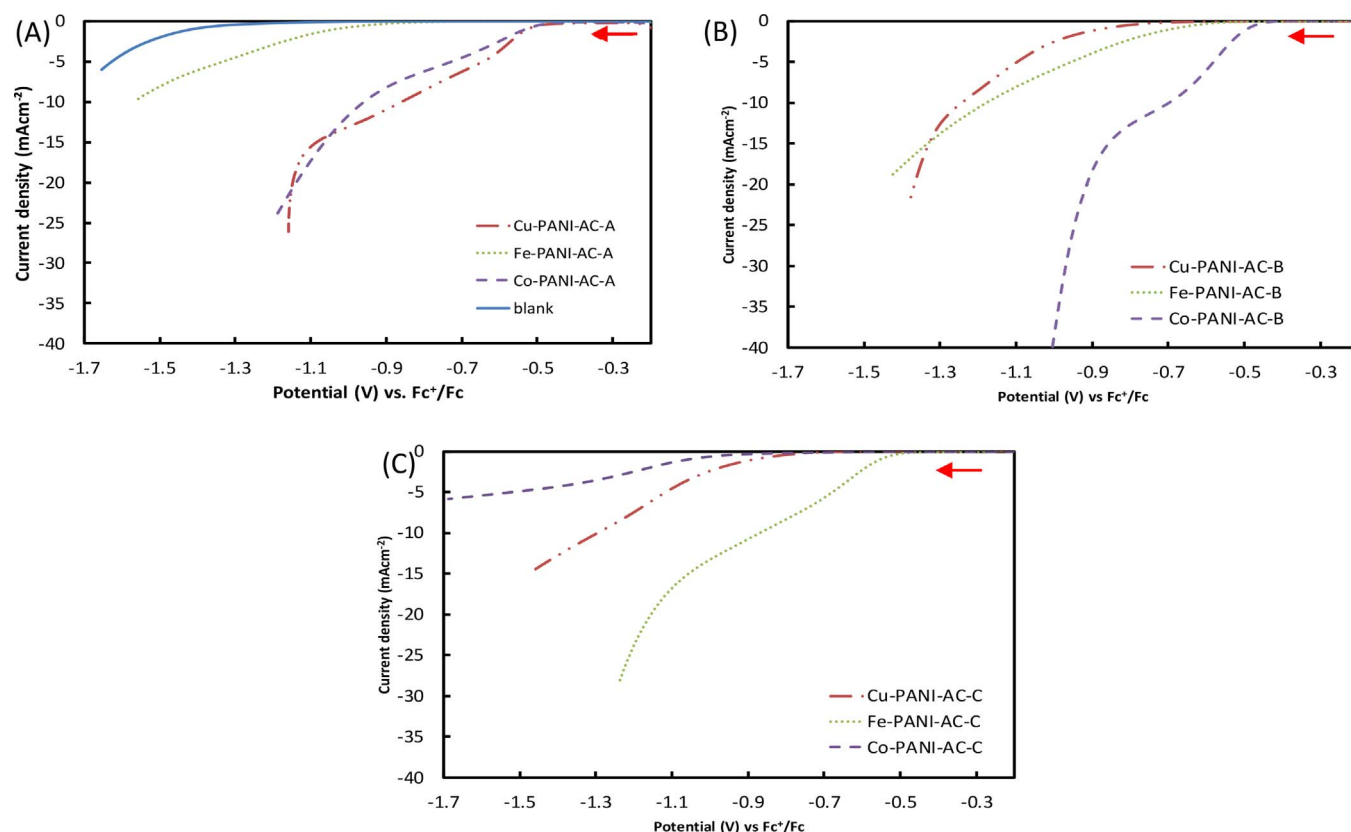 (A)
Current density (mAcm⁻²)
0
-5
-10
-15
-20
-25
-30
-35
-40
Cu-PANI-AC-A
Fe-PANI-AC-A
Co-PANI-AC-A
blank
-1.7 -1.5 -1.3 -1.1 -0.9 -0.7 -0.5 -0.3
Potential (V) vs. Fc⁺/Fc
(B)
Current density (mAcm⁻²)
0
-5
-10
-15
-20
-25
-30
-35
-40
Cu-PANI-AC-B
Fe-PANI-AC-B
Co-PANI-AC-B
-1.7 -1.5 -1.3 -1.1 -0.9 -0.7 -0.5 -0.3
Potential (V) vs Fc⁺/Fc
(C)
Current density (mAcm⁻²)
0
-5
-10
-15
-20
-25
-30
-35
-40
Cu-PANI-AC-C
Fe-PANI-AC-C
Co-PANI-AC-C
-1.7 -1.5 -1.3 -1.1 -0.9 -0.7 -0.5 -0.3
Potential (V) vs Fc⁺/Fc